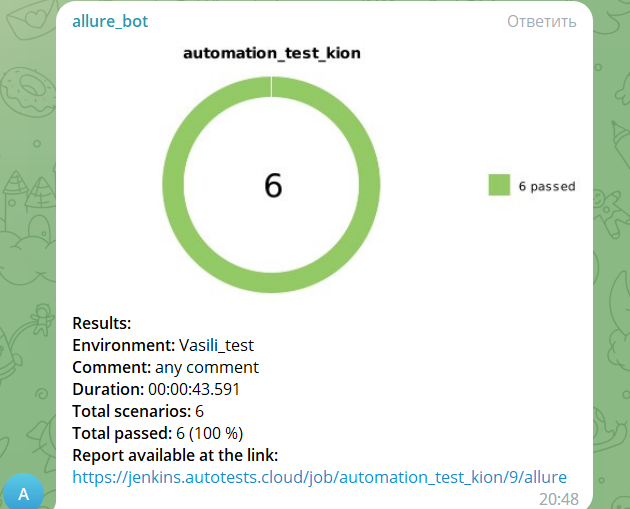 allure_bot Ответить
automation_test_kion
6
6 passed
Results:
Environment: Vasili_test
Comment: any comment
Duration: 00:00:43.591
Total scenarios: 6
Total passed: 6 (100 %)
Report available at the link:
https://jenkins.autotests.cloud/job/automation_test_kion/9/allure
A
20:48